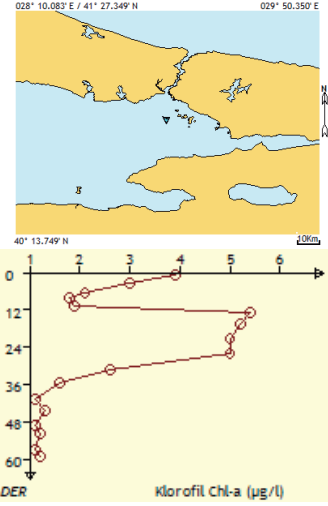 028° 10.083' E / 41° 27.349' N 029° 50.350' E
N
40° 13.749' N 10Km
1 2 3 4 5 6
0
12
24
36
48
60
DER Klorofil Chl-a (µg/l)